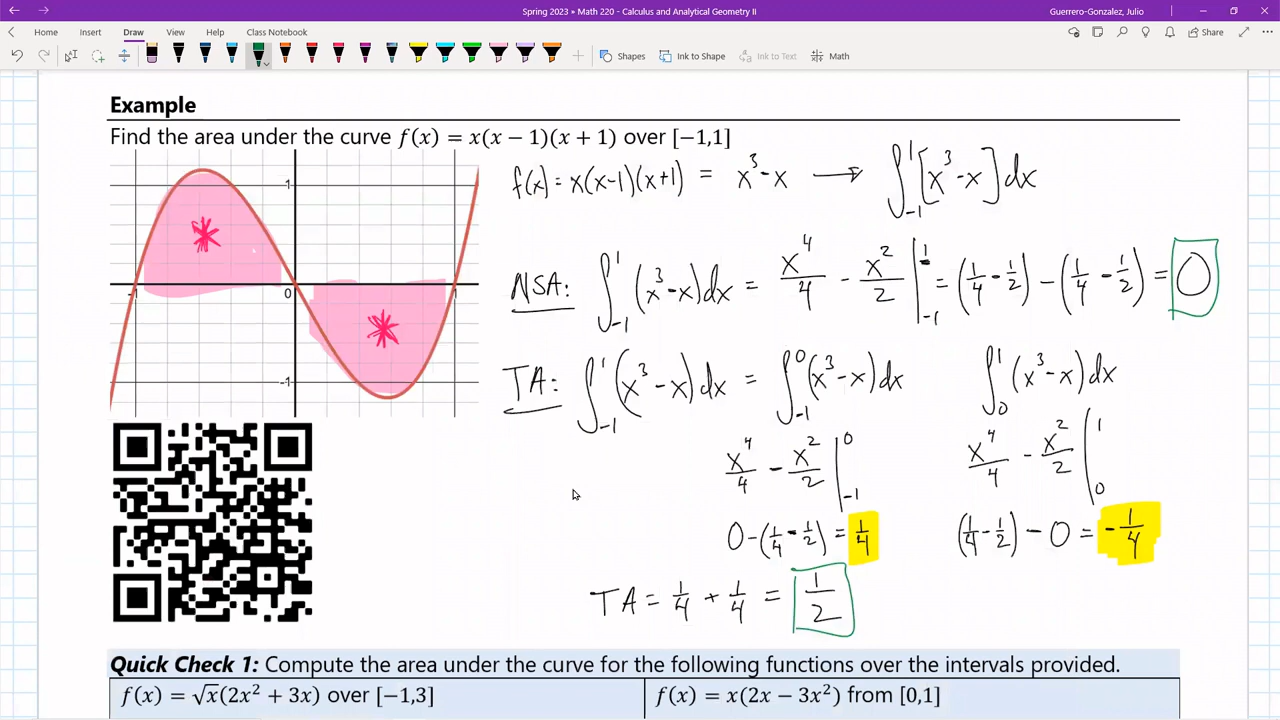 Spring 2023 » Math 220 - Calculus and Analytical Geometry II
Guerrero-Gonzalez, Julio
Home Insert Draw View Help Class Notebook
Share
Shapes Ink to Shape Ink to Text Math
Example
Find the area under the curve f(x) = x(x − 1)(x + 1) over [−1,1]
1
-1 0 1
-1
f(x) = x(x-1)(x+1) = x³-x → ∫₋₁¹ [x³-x] dx
NSA: ∫₋₁¹ (x³-x)dx = x⁴/4 - x²/2 |₋₁¹ = (1/4 - 1/2) - (1/4 - 1/2) = 0
TA: ∫₋₁¹ (x³-x)dx = ∫₋₁⁰ (x³-x)dx ∫₀¹ (x³-x)dx
x⁴/4 - x²/2 |₋₁⁰ x⁴/4 - x²/2 |₀¹
0-(1/4 - 1/2) = 1/4 (1/4 - 1/2) - 0 = -1/4
TA = 1/4 + 1/4 = 1/2
Quick Check 1: Compute the area under the curve for the following functions over the intervals provided.
f(x) = √x(2x² + 3x) over [−1,3]
f(x) = x(2x − 3x²) from [0,1]